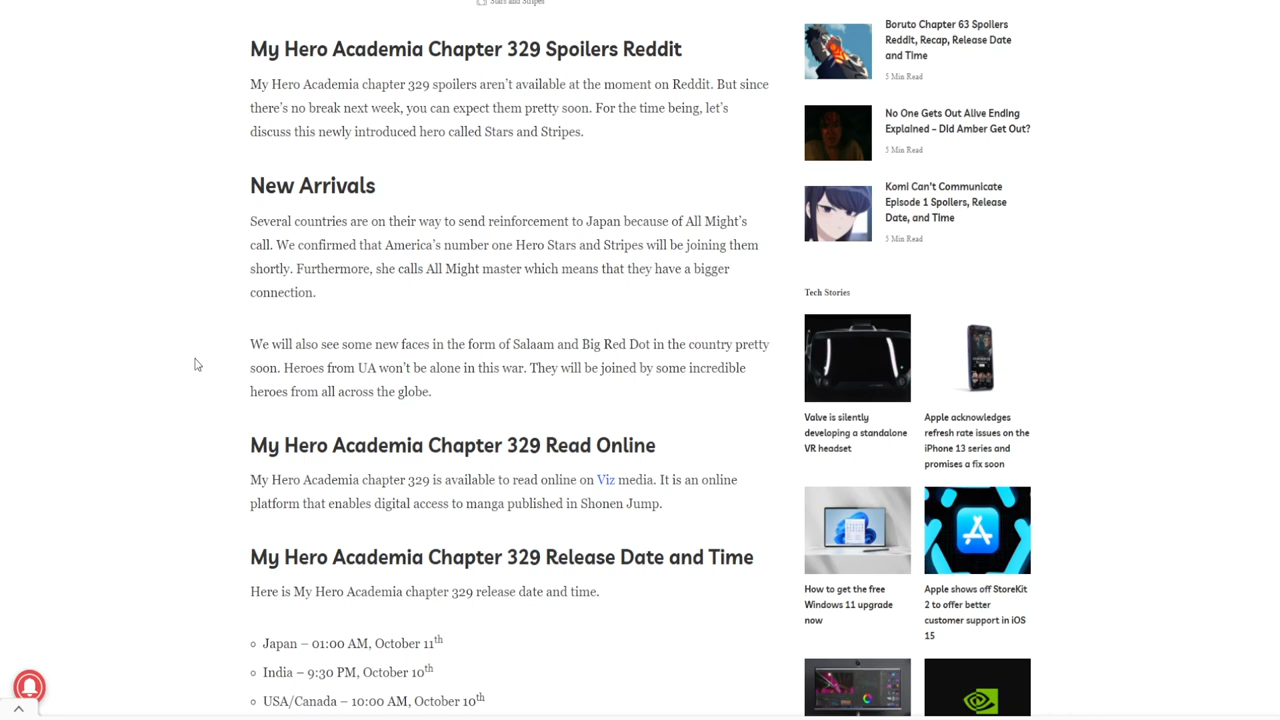 Stars and Stripes
My Hero Academia Chapter 329 Spoilers Reddit
My Hero Academia chapter 329 spoilers aren't available at the moment on Reddit. But since
there's no break next week, you can expect them pretty soon. For the time being, let's
discuss this newly introduced hero called Stars and Stripes.
New Arrivals
Several countries are on their way to send reinforcement to Japan because of All Might's
call. We confirmed that America's number one Hero Stars and Stripes will be joining them
shortly. Furthermore, she calls All Might master which means that they have a bigger
connection.
We will also see some new faces in the form of Salaam and Big Red Dot in the country pretty
soon. Heroes from UA won't be alone in this war. They will be joined by some incredible
heroes from all across the globe.
My Hero Academia Chapter 329 Read Online
My Hero Academia chapter 329 is available to read online on Viz media. It is an online
platform that enables digital access to manga published in Shonen Jump.
My Hero Academia Chapter 329 Release Date and Time
Here is My Hero Academia chapter 329 release date and time.
Japan – 01:00 AM, October 11th
India – 9:30 PM, October 10th
USA/Canada – 10:00 AM, October 10th
Boruto Chapter 63 Spoilers
Reddit, Recap, Release Date
and Time
5 Min Read
No One Gets Out Alive Ending
Explained – Did Amber Get Out?
5 Min Read
Komi Can't Communicate
Episode 1 Spoilers, Release
Date, and Time
3 Min Read
Tech Stories
Valve is silently
developing a standalone
VR headset
Apple acknowledges
refresh rate issues on the
iPhone 13 series and
promises a fix soon
How to get the free
Windows 11 upgrade
now
Apple shows off StoreKit
2 to offer better
customer support in iOS
15